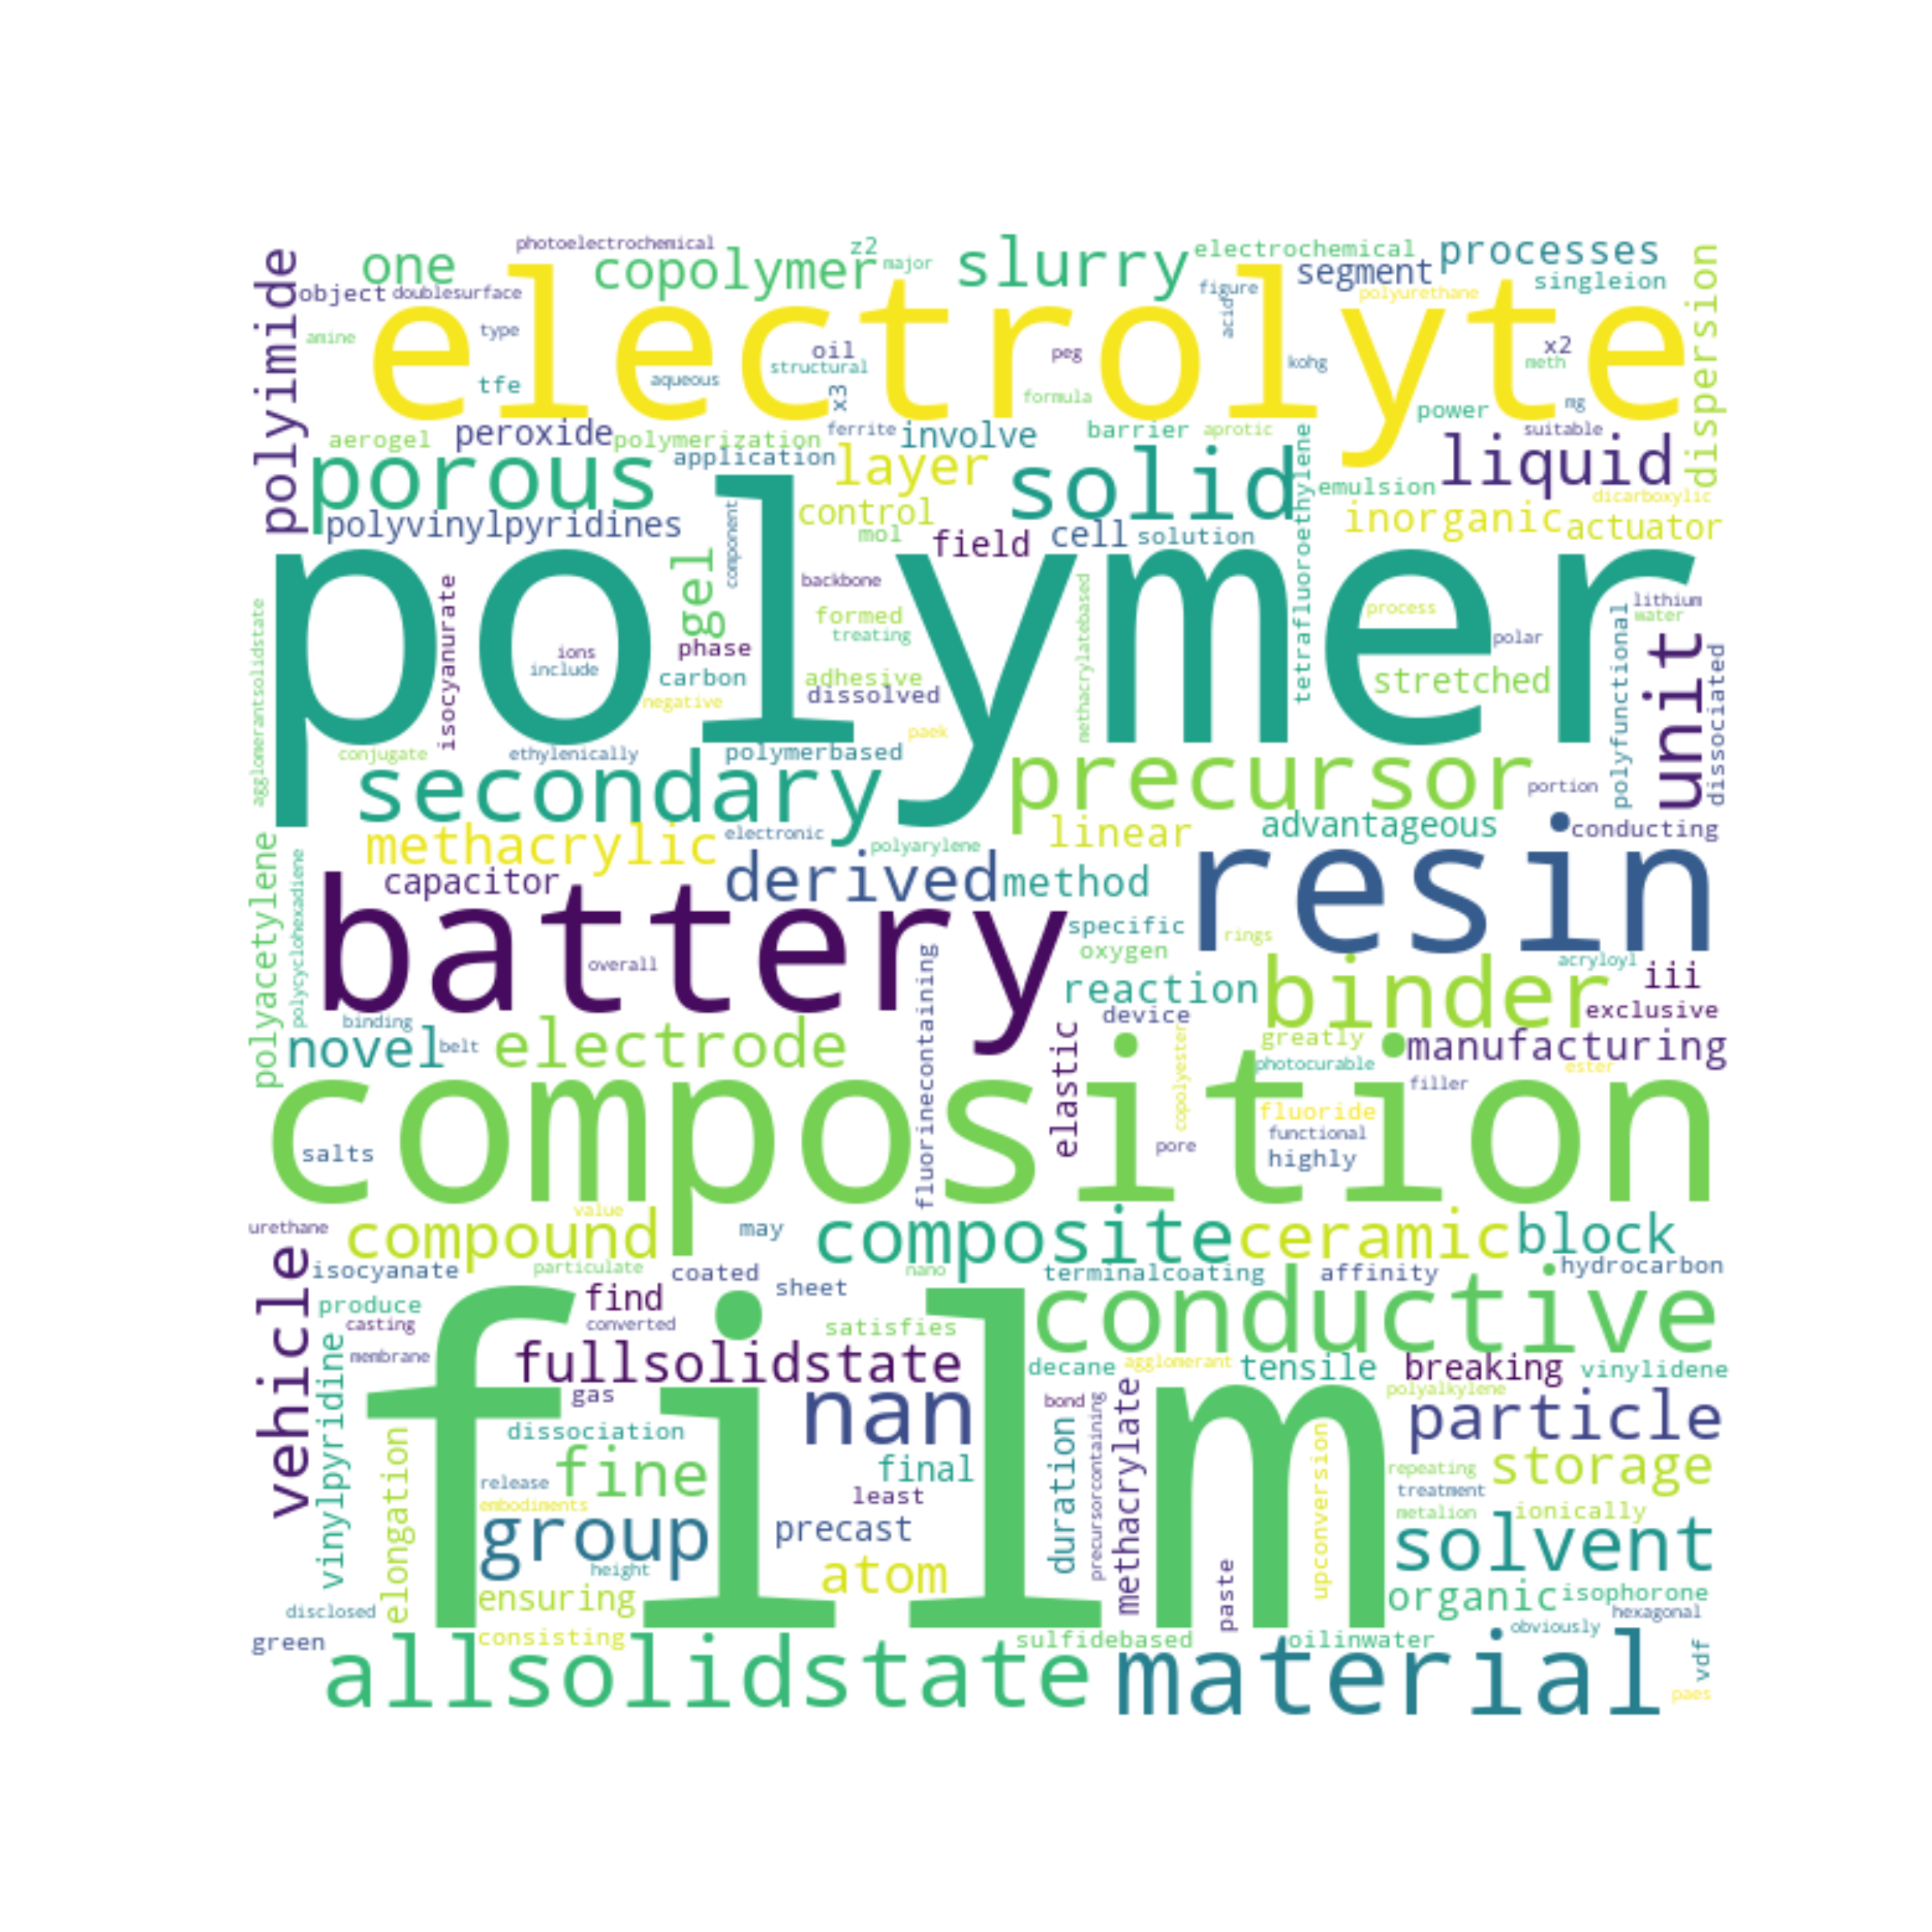 photoelectrochemical z2 electrochemical processes
one copolymer major slurry segment singleion
object doublesurface figure polyurethane
polyimide electrolyte dispersion
amine type oil peg acid x2
structural kohg meth
tfe aqueous x3 formula power mg
aerogel peroxide polymerization ferrite involve barrier aprotic suitable
application layer liquid
porous solid emulsion dicarboxylic
polyvinylpyridines control inorganic actuator
component mol field cell solution tetrafluoroethylene
gel backbone
polymer
isocyanurate formed methacrylatebased process lithium
treating water
ions phase polar polyfunctional unit
include carbon adhesive stretched dissociated
negative dissolved
agglomerantsolidstate paek
conjugate ethylenically polymerbased
secondary precursor portion
methacrylic electronic linear advantageous conducting
polyarylene
polyacetylene capacitor derived method resin
polycyclohexadiene battery specific
overall oxygen rings
acryloyl
fluorinecontaining reaction binder iii
binding device exclusive
novel belt electrode elastic copolyester greatly manufacturing
photocurable ester
filler
composition
fluoride
functional
salts pore highly
urethane value
compound may composite ceramic block
isocyanate particulate coated nano terminalcoating affinity hydrocarbon
vehicle produce find sheet conductive
casting converted satisfies
membrane fullsolidstate decane agglomerant tensile breaking vinylidene
vinylpyridine gas nan bond polyalkylene
film
dissociation precursorcontaining methacrylate particle
elongation fine final duration upconversion repeating storage
release least treatment
embodiments metalion ionically
group precast solvent
height atom paste
ensuring organic isophorone
disclosed hexagonal
green consisting sulfidebased oilinwater obviously
allsolidstate material vdf
paes